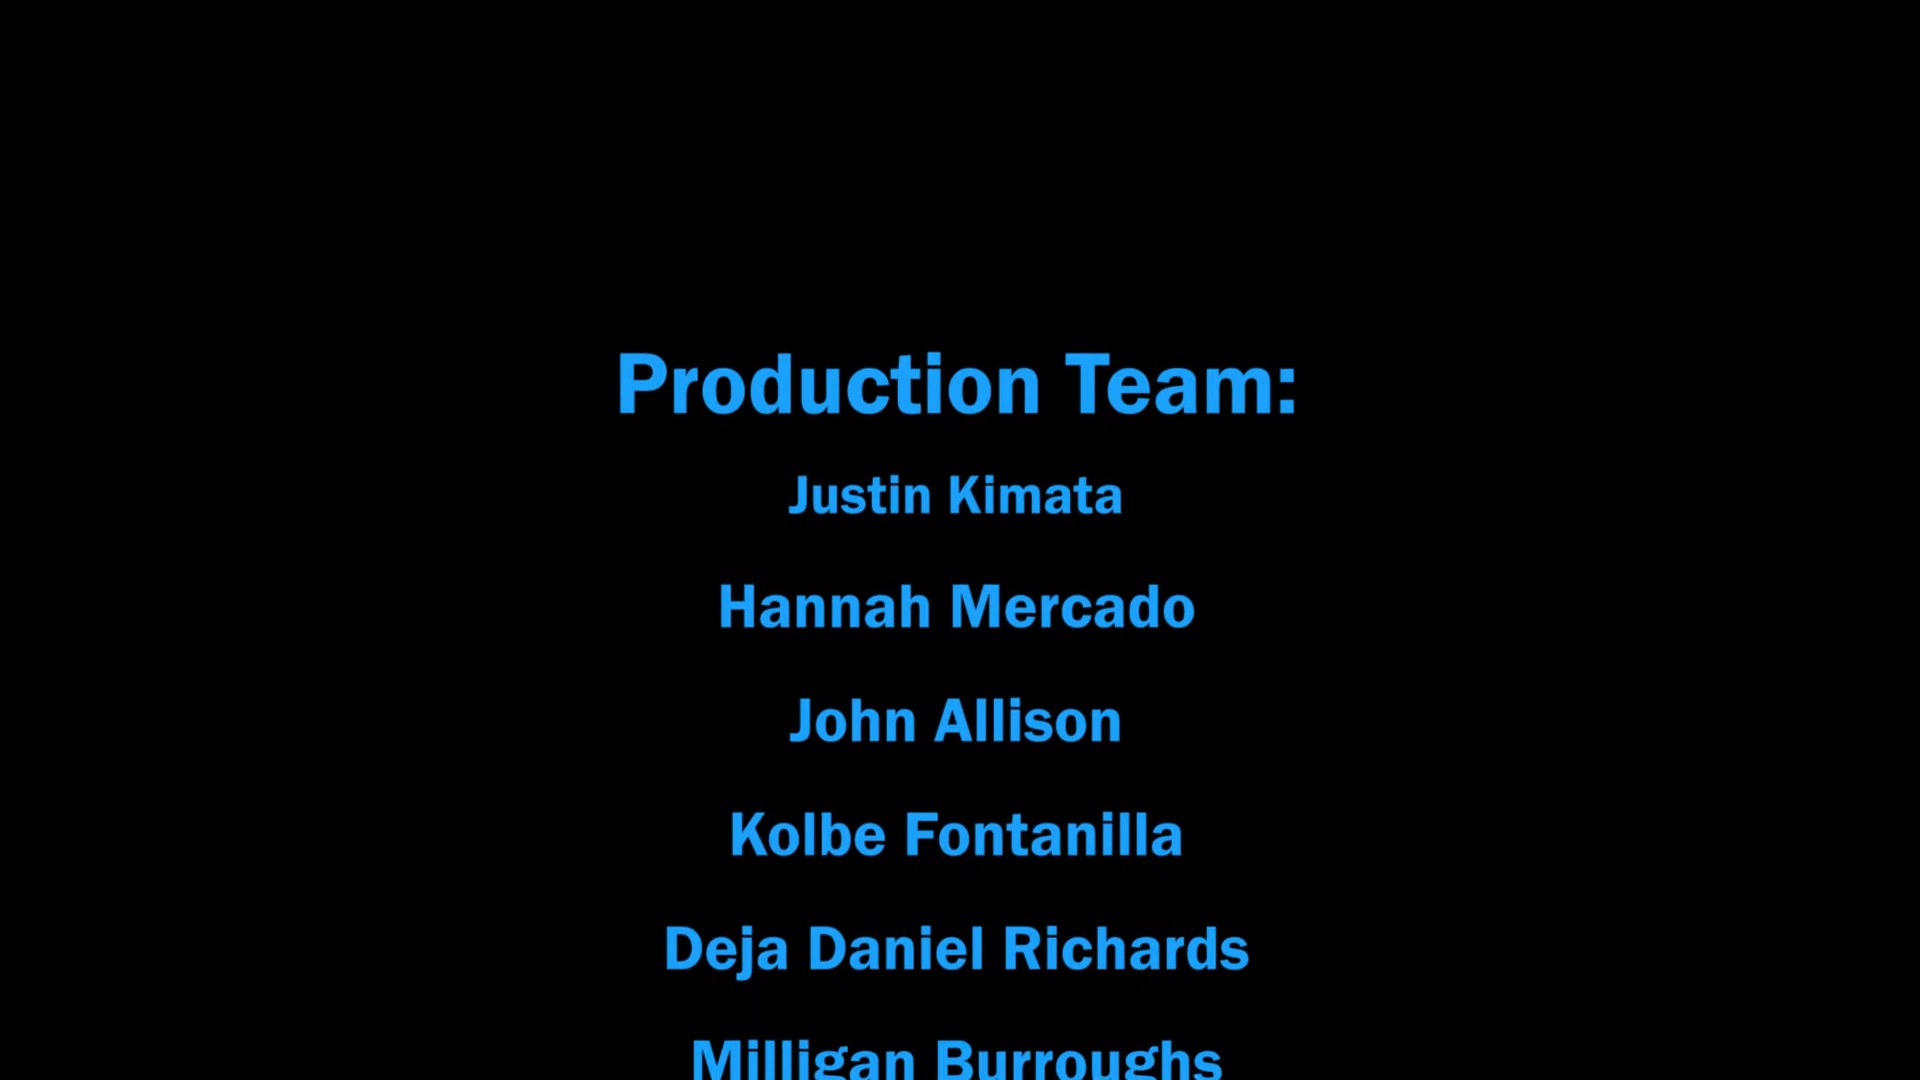 Production Team:
Justin Kimata
Hannah Mercado
John Allison
Kolbe Fontanilla
Deja Daniel Richards
Milligan Burroughs